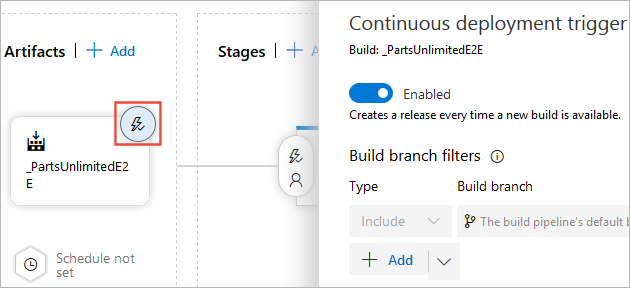 Artifacts | + Add
Stages | + A
_PartsUnlimitedE2
E
Schedule not
set
Continuous deployment trigger
Build: _PartsUnlimitedE2E
Enabled
Creates a release every time a new build is available.
Build branch filters
Type
Build branch
Include
The build pipeline's default b
+ Add